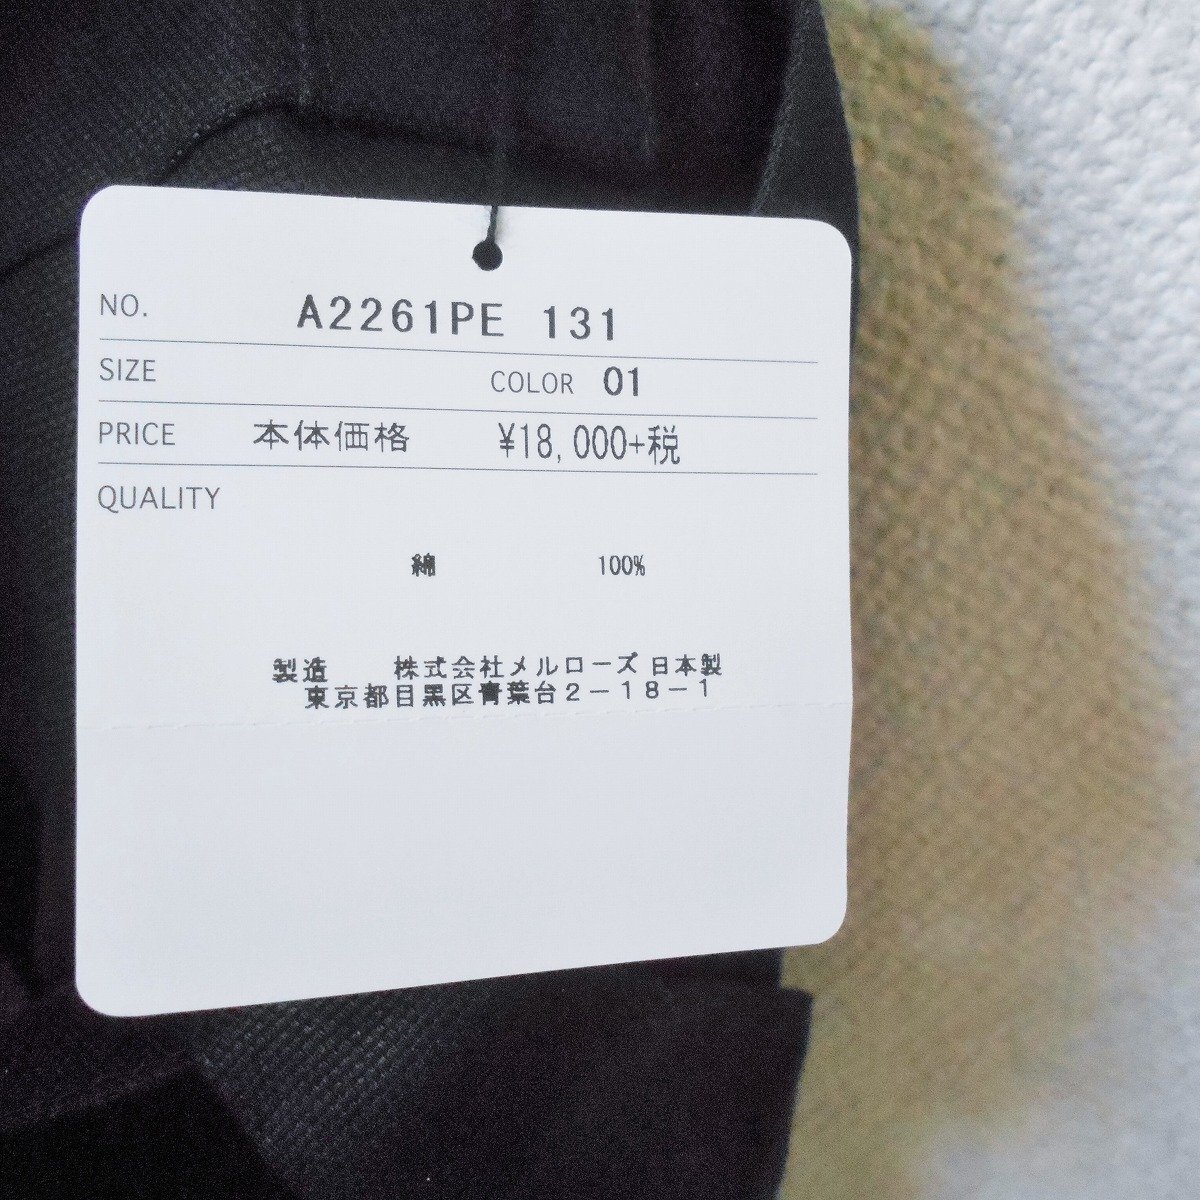 NO. A2261PE 131
SIZE COLOR 01
PRICE 本体価格 ¥18,000+税
QUALITY
綿 100%
製造 株式会社メルローズ 日本製
東京都目黒区青葉台2-18-1